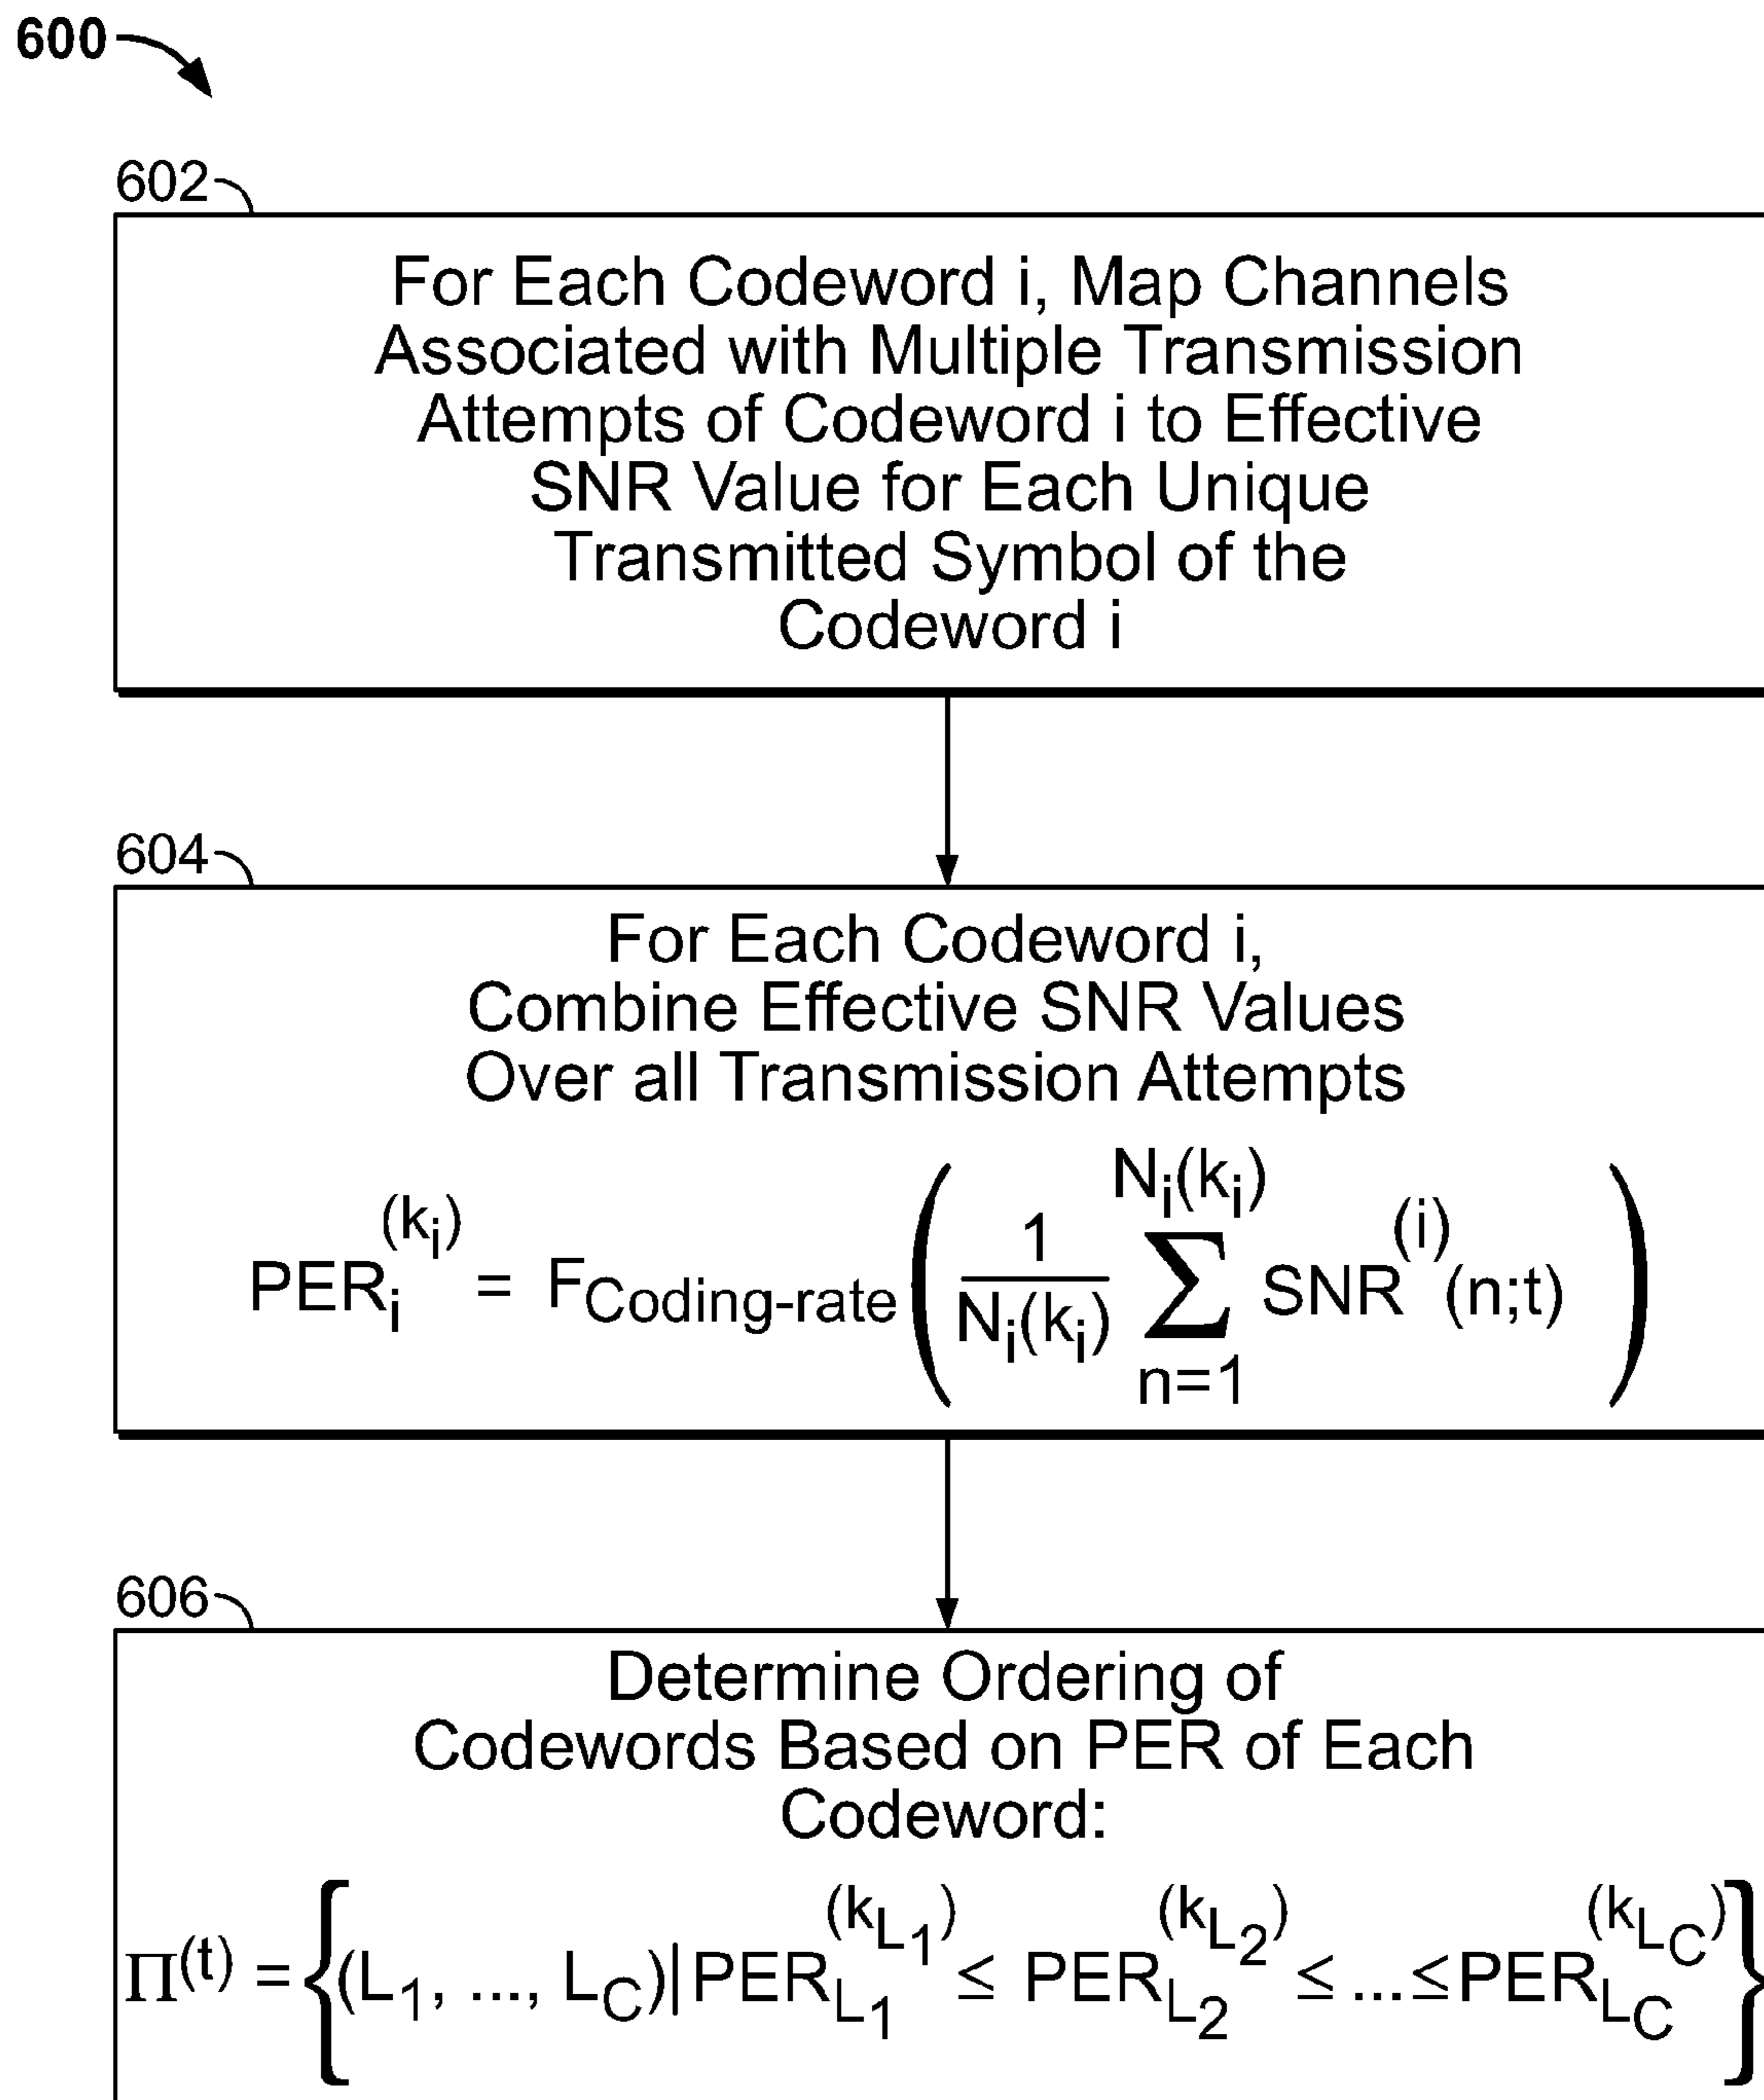 600
602
For Each Codeword i, Map Channels
Associated with Multiple Transmission
Attempts of Codeword i to Effective
SNR Value for Each Unique
Transmitted Symbol of the
Codeword i
604
For Each Codeword i,
Combine Effective SNR Values
Over all Transmission Attempts
PER_i^(k_i) = F_Coding-rate( 1/N_i(k_i) ∑_{n=1}^{N_i(k_i)} SNR^(i)(n;t) )
606
Determine Ordering of
Codewords Based on PER of Each
Codeword:
Π^(t) = {(L_1, ..., L_C)| PER_{L_1}^(k_{L_1}) ≤ PER_{L_2}^(k_{L_2}) ≤ ... ≤ PER_{L_C}^(k_{L_C})}